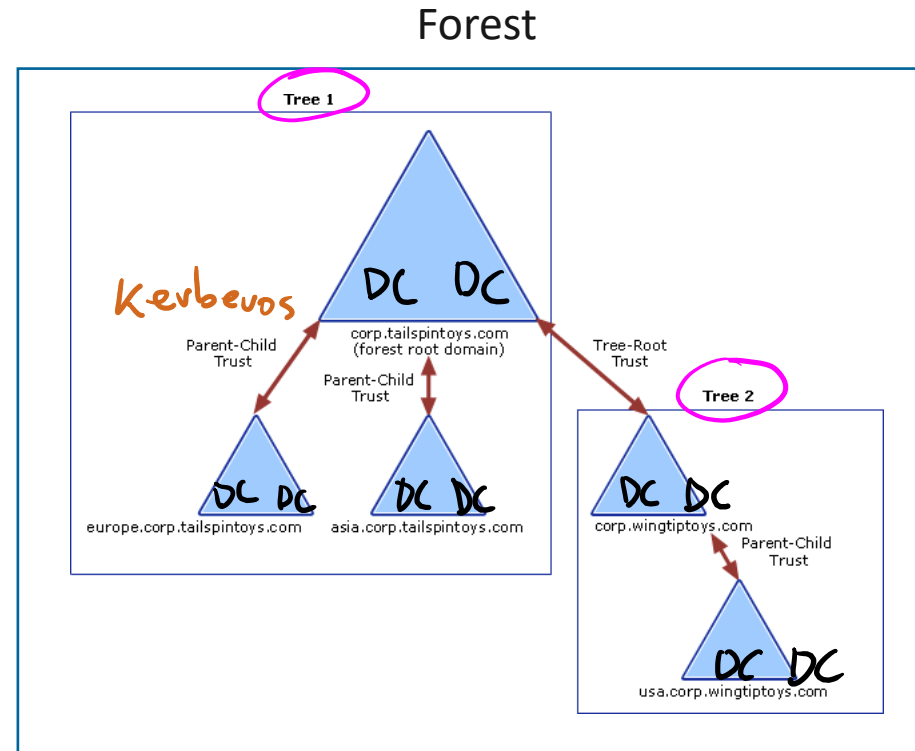 Forest
Tree 1
DC DC
Kerberos
corp.tailspintoys.com
(forest root domain)
Parent-Child
Trust
Parent-Child
Trust
Tree-Root
Trust
Tree 2
DC DC
europe.corp.tailspintoys.com
DC DC
asia.corp.tailspintoys.com
DC DC
corp.wingtiptoys.com
Parent-Child
Trust
DC DC
usa.corp.wingtiptoys.com